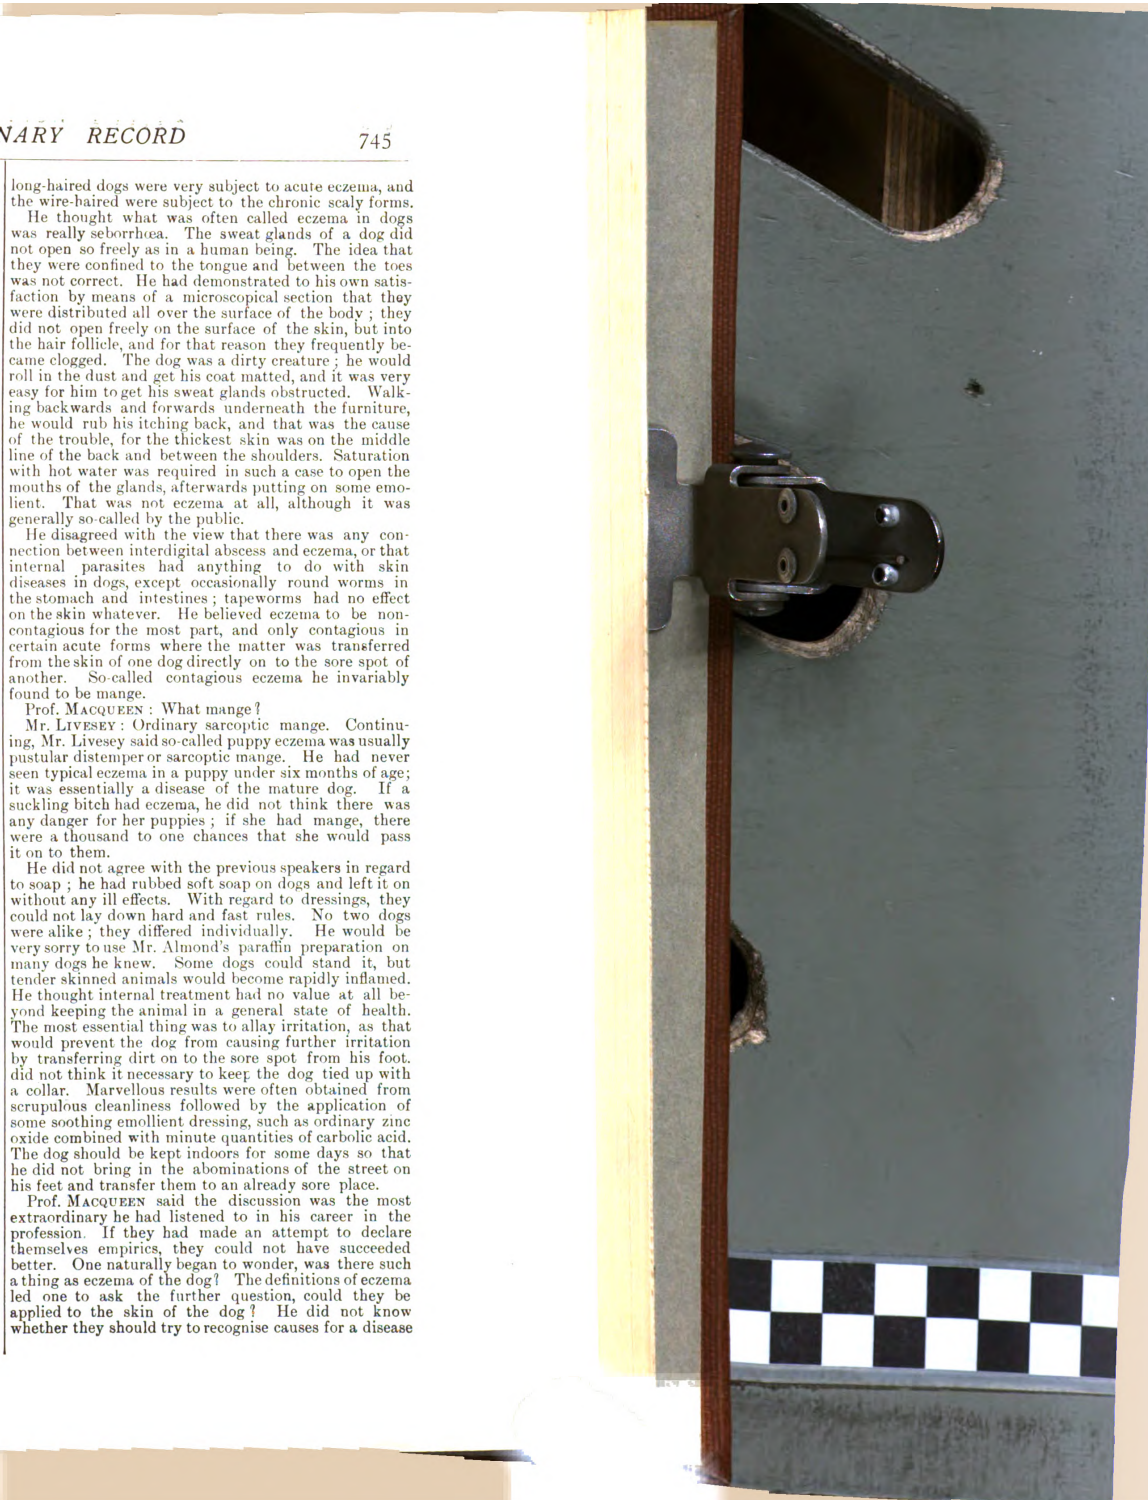 NARY RECORD 745
long-haired dogs were very subject to acute eczema, and
the wire-haired were subject to the chronic scaly forms.
He thought what was often called eczema in dogs
was really seborrhœa. The sweat glands of a dog did
not open so freely as in a human being. The idea that
they were confined to the tongue and between the toes
was not correct. He had demonstrated to his own satis-
faction by means of a microscopical section that they
were distributed all over the surface of the body ; they
did not open freely on the surface of the skin, but into
the hair follicle, and for that reason they frequently be-
came clogged. The dog was a dirty creature ; he would
roll in the dust and get his coat matted, and it was very
easy for him to get his sweat glands obstructed. Walk-
ing backwards and forwards underneath the furniture,
he would rub his itching back, and that was the cause
of the trouble, for the thickest skin was on the middle
line of the back and between the shoulders. Saturation
with hot water was required in such a case to open the
mouths of the glands, afterwards putting on some emo-
lient. That was not eczema at all, although it was
generally so-called by the public.
He disagreed with the view that there was any con-
nection between interdigital abscess and eczema, or that
internal parasites had anything to do with skin
diseases in dogs, except occasionally round worms in
the stomach and intestines ; tapeworms had no effect
on the skin whatever. He believed eczema to be non-
contagious for the most part, and only contagious in
certain acute forms where the matter was transferred
from the skin of one dog directly on to the sore spot of
another. So-called contagious eczema he invariably
found to be mange.
Prof. MACQUEEN : What mange ?
Mr. LIVESEY : Ordinary sarcoptic mange. Continu-
ing, Mr. Livesey said so-called puppy eczema was usually
pustular distemper or sarcoptic mange. He had never
seen typical eczema in a puppy under six months of age;
it was essentially a disease of the mature dog. If a
suckling bitch had eczema, he did not think there was
any danger for her puppies ; if she had mange, there
were a thousand to one chances that she would pass
it on to them.
He did not agree with the previous speakers in regard
to soap ; he had rubbed soft soap on dogs and left it on
without any ill effects. With regard to dressings, they
could not lay down hard and fast rules. No two dogs
were alike ; they differed individually. He would be
very sorry to use Mr. Almond's paraffin preparation on
many dogs he knew. Some dogs could stand it, but
tender skinned animals would become rapidly inflamed.
He thought internal treatment had no value at all be-
yond keeping the animal in a general state of health.
The most essential thing was to allay irritation, as that
would prevent the dog from causing further irritation
by transferring dirt on to the sore spot from his foot.
did not think it necessary to keep the dog tied up with
a collar. Marvellous results were often obtained from
scrupulous cleanliness followed by the application of
some soothing emollient dressing, such as ordinary zinc
oxide combined with minute quantities of carbolic acid.
The dog should be kept indoors for some days so that
he did not bring in the abominations of the street on
his feet and transfer them to an already sore place.
Prof. MACQUEEN said the discussion was the most
extraordinary he had listened to in his career in the
profession. If they had made an attempt to declare
themselves empirics, they could not have succeeded
better. One naturally began to wonder, was there such
a thing as eczema of the dog? The definitions of eczema
led one to ask the further question, could they be
applied to the skin of the dog ? He did not know
whether they should try to recognise causes for a disease